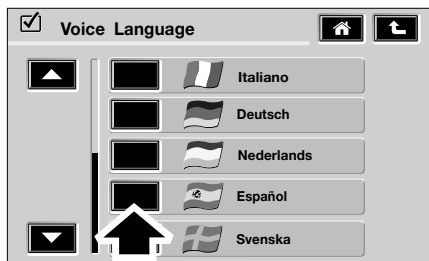 Voice Language
Italiano
Deutsch
Nederlands
Español
Svenska